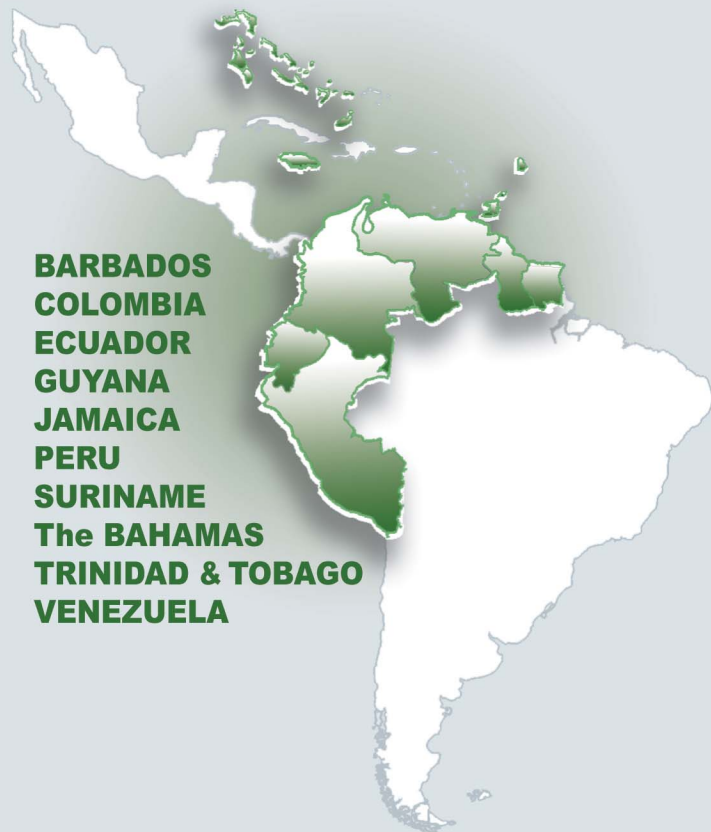 BARBADOS
COLOMBIA
ECUADOR
GUYANA
JAMAICA
PERU
SURINAME
The BAHAMAS
TRINIDAD & TOBAGO
VENEZUELA